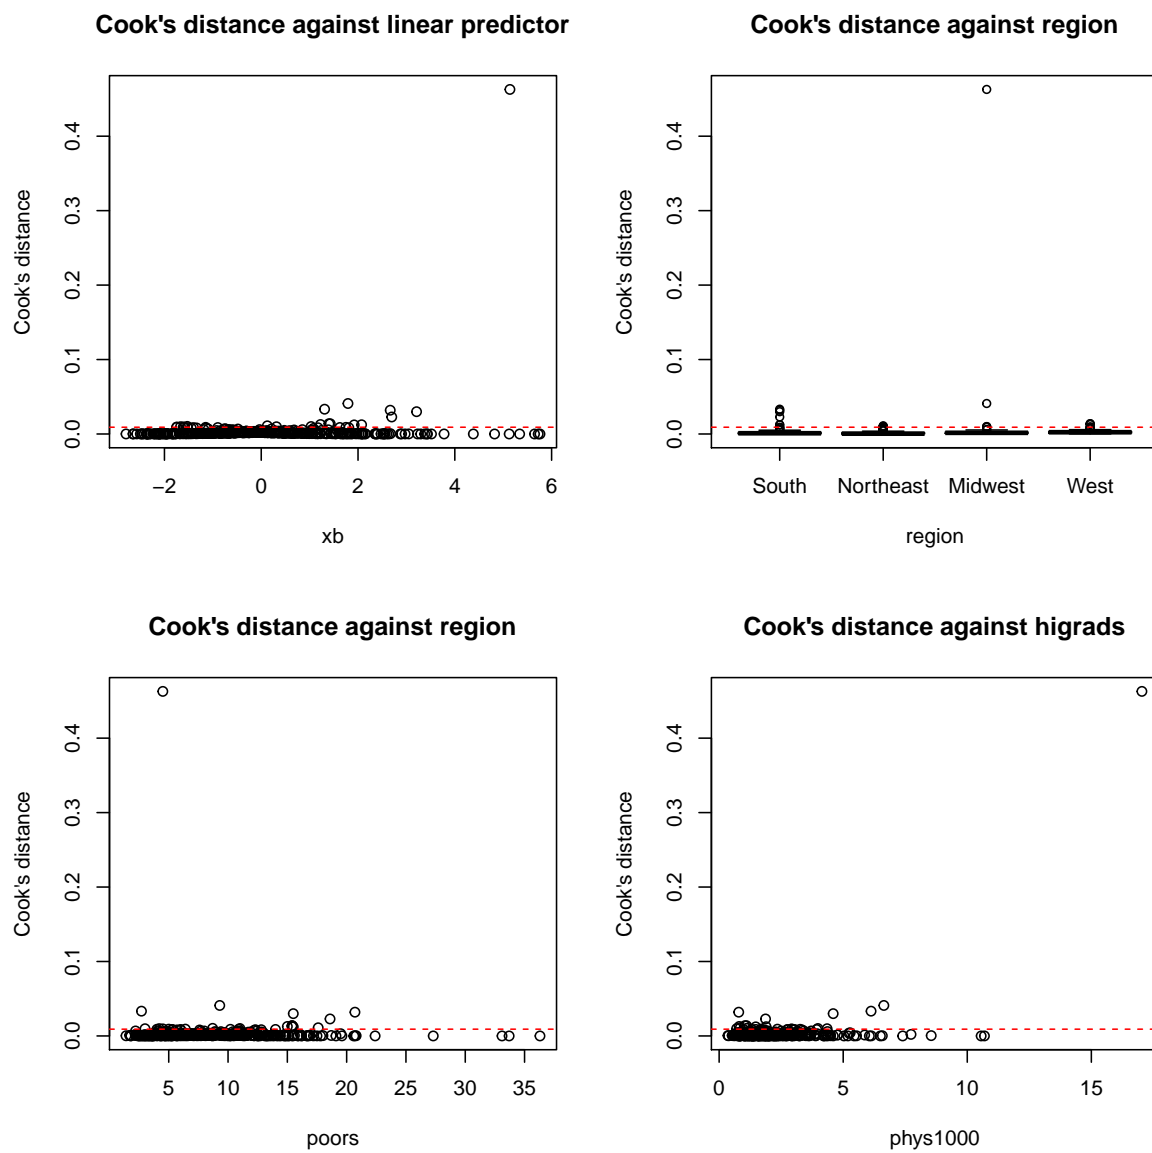 Cook's distance against linear predictor
Cook's distance
0.0 0.1 0.2 0.3 0.4
−2 0 2 4 6
xb
Cook's distance against region
Cook's distance
0.0 0.1 0.2 0.3 0.4
South Northeast Midwest West
region
Cook's distance against region
Cook's distance
0.0 0.1 0.2 0.3 0.4
5 10 15 20 25 30 35
poors
Cook's distance against higrads
Cook's distance
0.0 0.1 0.2 0.3 0.4
0 5 10 15
phys1000